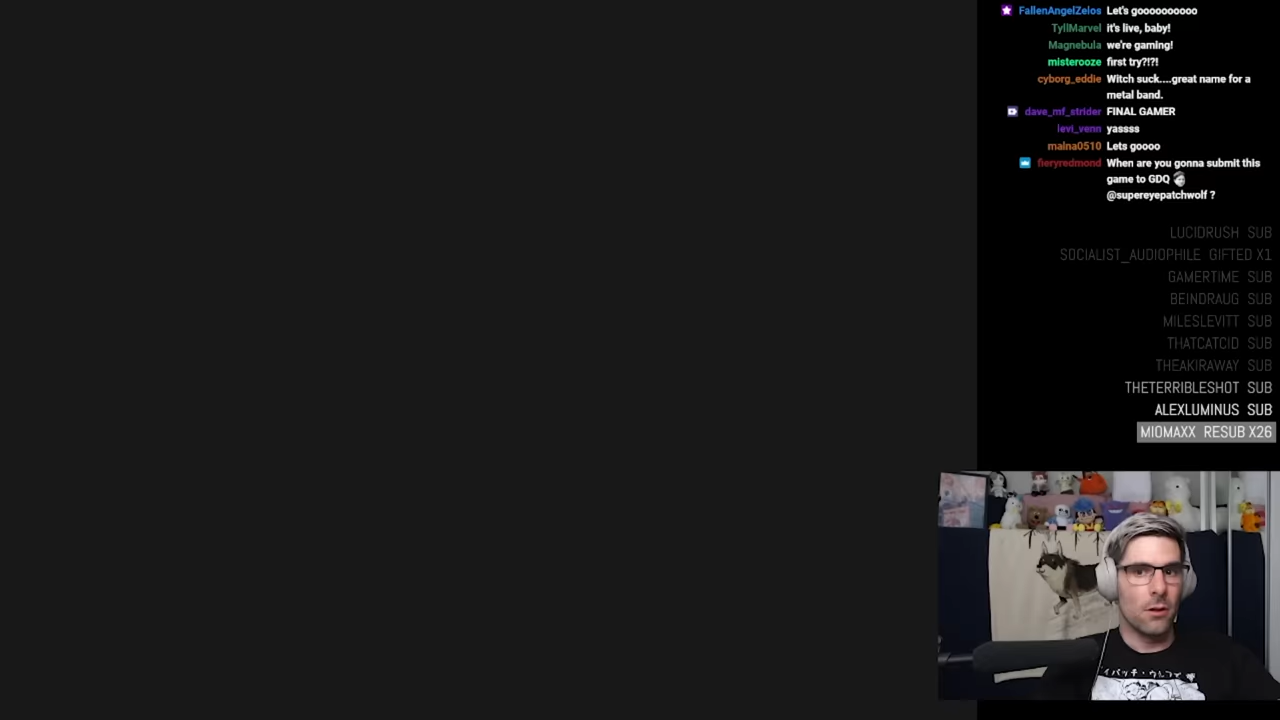 FallenAngelZelos Let's goooooooooo
TyllMarvel it's live, baby!
Magnebula we're gaming!
misterooze first try?!?!
cyborg_eddie Witch suck....great name for a
metal band.
dave_mf_strider FINAL GAMER
levi_venn yassss
malna0510 Lets goooo
fieryredmond When are you gonna submit this
game to GDQ
@supereyepatchwolf ?
LUCIDRUSH SUB
SOCIALIST_AUDIOPHILE GIFTED X1
GAMERTIME SUB
BEINDRAUG SUB
MILESLEVITT SUB
THATCATCID SUB
THEAKIRAWAY SUB
THETERRIBLESHOT SUB
ALEXLUMINUS SUB
MIOMAXX RESUB X26